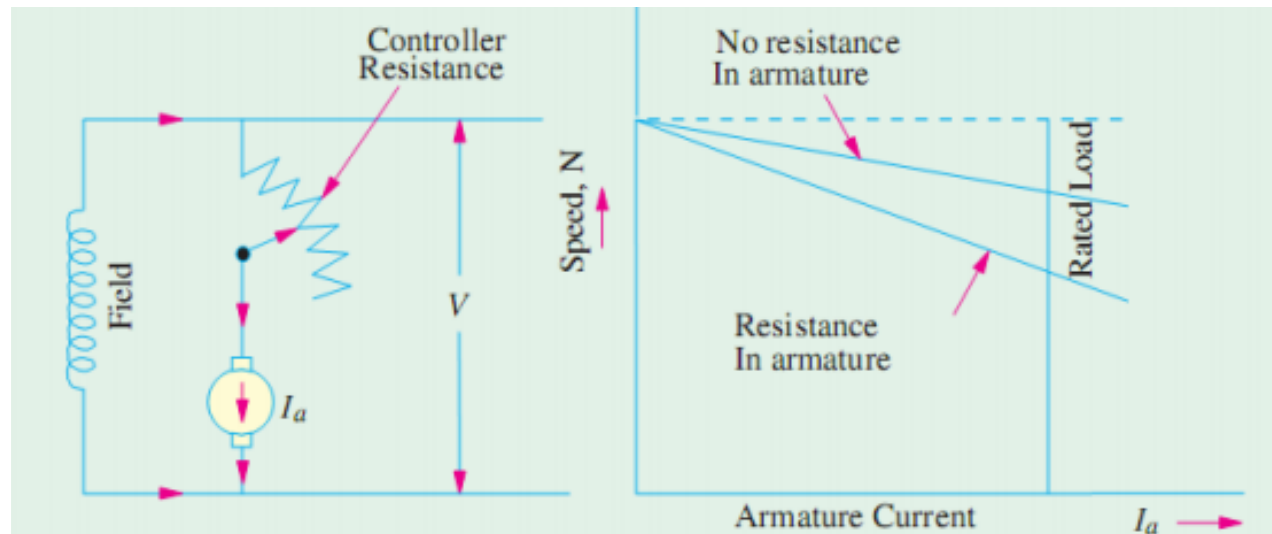 Controller
Resistance
Field
V
I_a
No resistance
In armature
Speed, N
Rated Load
Resistance
In armature
Armature Current
I_a